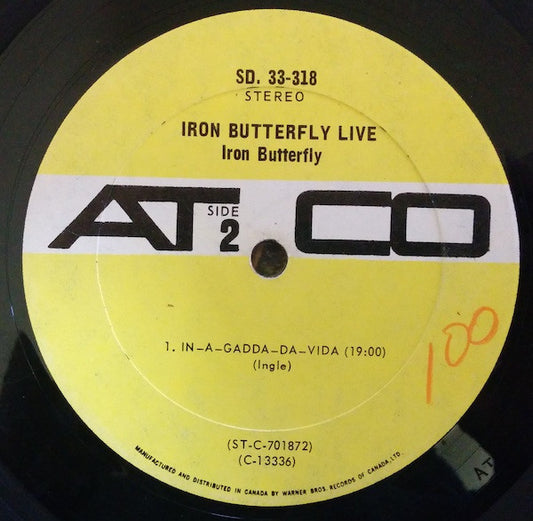 SD. 33-318
STEREO
IRON BUTTERFLY LIVE
Iron Butterfly
ATCO
SIDE
2
1. IN-A-GADDA-DA-VIDA (19:00)
(Ingle)
100
(ST-C-701872)
(C-13336)
MANUFACTURED AND DISTRIBUTED IN CANADA BY WARNER BROS. RECORDS OF CANADA, LTD.
AT